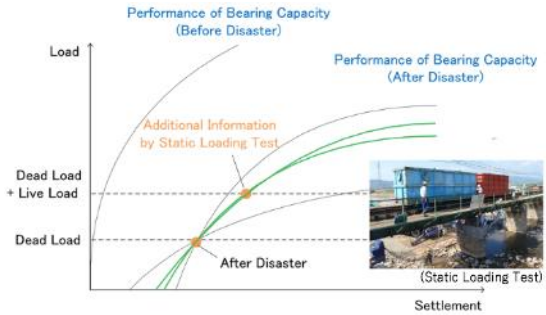 Performance of Bearing Capacity
(Before Disaster)
Load
Performance of Bearing Capacity
(After Disaster)
Additional Information
by Static Loading Test
Dead Load
+ Live Load
Dead Load
After Disaster
(Static Loading Test)
Settlement